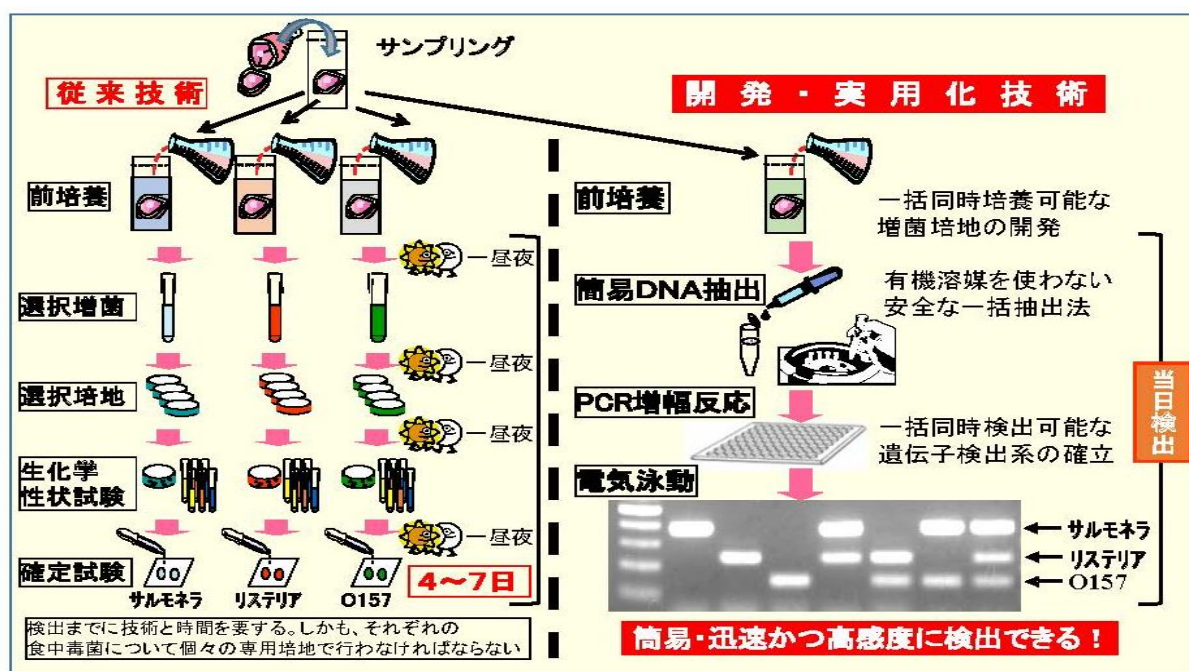 サンプリング
従来技術
前培養
一昼夜
選択増菌
一昼夜
選択培地
一昼夜
生化学
性状試験
一昼夜
確定試験
サルモネラ
リステリア
O157
4～7日
検出までに技術と時間を要する。しかも、それぞれの
食中毒菌について個々の専用培地で行わなければならない
開発・実用化技術
前培養
一括同時培養可能な
増菌培地の開発
簡易DNA抽出
有機溶媒を使わない
安全な一括抽出法
PCR増幅反応
一括同時検出可能な
遺伝子検出系の確立
電気泳動
サルモネラ
リステリア
O157
当日検出
簡易・迅速かつ高感度に検出できる！